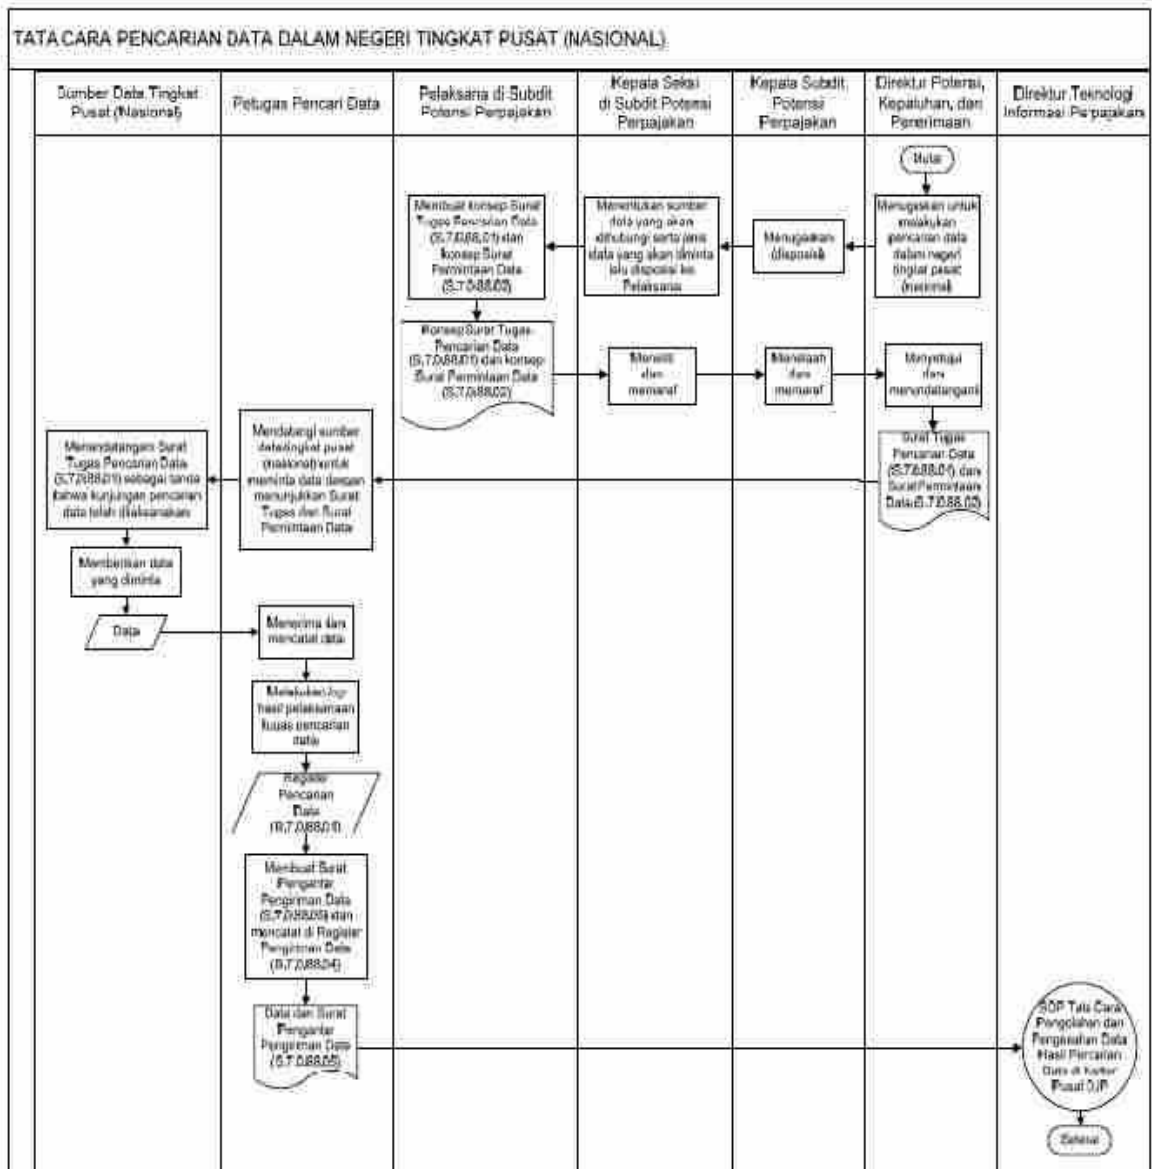 TATA CARA PENCARIAN DATA DALAM NEGERI TINGKAT PUSAT (NASIONAL)
Sumber Data Tingkat
Pusat (Nasional)
Petugas Pencari Data
Pelaksana di Subdit
Potensi Perpajakan
Kepala Seksi
di Subdit Potensi
Perpajakan
Kepala Subdit
Potensi
Perpajakan
Direktur Potensi,
Kepatuhan, dan
Penerimaan
Direktur Teknologi
Informasi Perpajakan
Mulai
Menugaskan untuk
melakukan
pencarian data
dalam negeri
tingkat pusat
(nasional)
Menugaskan
(disposisi)
Menentukan sumber
data yang akan
dihubungi serta jenis
data yang akan diminta
lalu disposisi ke
Pelaksana
Membuat konsep Surat
Tugas Pencarian Data
(S.7.0.88.01) dan
konsep Surat
Permintaan Data
(S.7.0.88.02)
Konsep Surat Tugas
Pencarian Data
(S.7.0.88.01) dan konsep
Surat Permintaan Data
(S.7.0.88.02)
Meneliti
dan
memaraf
Menelaah
dan
memaraf
Menyetujui
dan
menandatangani
Surat Tugas
Pencarian Data
(S.7.0.88.01) dan
Surat Permintaan
Data (S.7.0.88.02)
Mendatangi sumber
data tingkat pusat
(nasional) untuk
meminta data dengan
menunjukkan Surat
Tugas dan Surat
Permintaan Data
Menandatangani Surat
Tugas Pencarian Data
(S.7.0.88.01) sebagai tanda
bahwa kunjungan pencarian
data telah dilaksanakan
Memberikan data
yang diminta
Data
Menerima dan
mencatat data
Melakukan log
hasil pelaksanaan
tugas pencarian
data
Register
Pencarian
Data
(R.7.0.88.01)
Membuat Surat
Pengantar
Pengiriman Data
(S.7.0.88.05) dan
mencatat di Register
Pengiriman Data
(R.7.0.88.04)
Data dan Surat
Pengantar
Pengiriman Data
(S.7.0.88.05)
SOP Tata Cara
Pengolahan dan
Pengesahan Data
Hasil Pencarian
Data di Kantor
Pusat DJP
Selesai